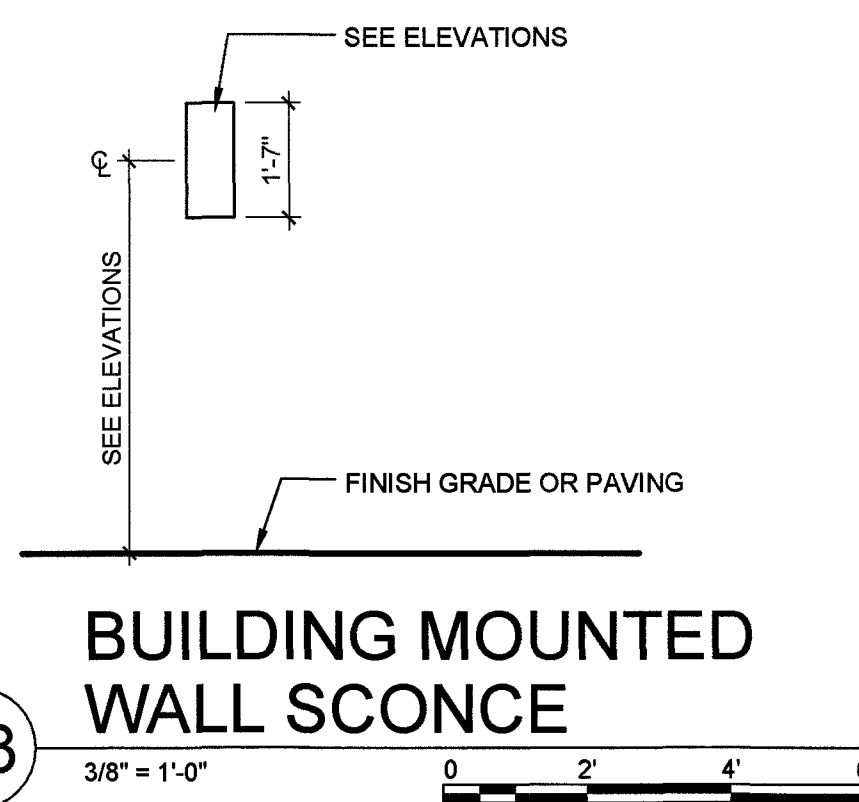 SEE ELEVATIONS
℄
1'-7"
SEE ELEVATIONS
FINISH GRADE OR PAVING
BUILDING MOUNTED
WALL SCONCE
3/8" = 1'-0"
0 2' 4'